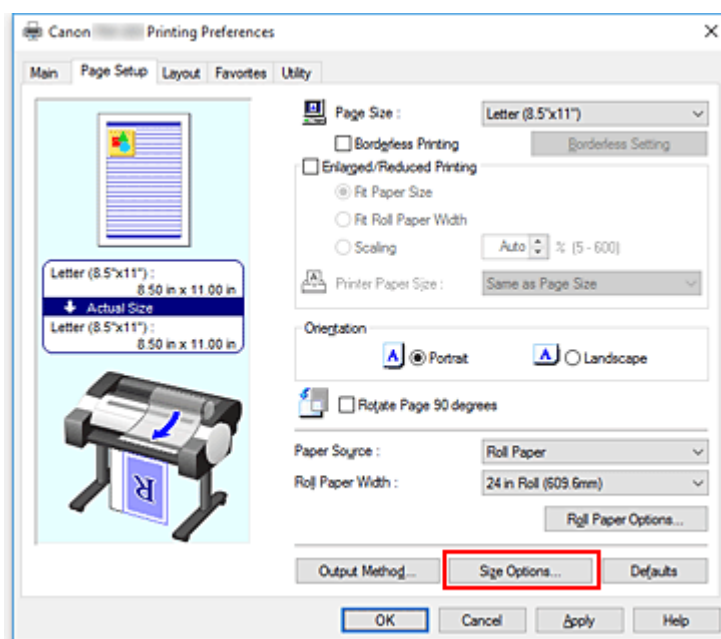 Canon Printing Preferences
Main Page Setup Layout Favorites Utility
Page Size : Letter (8.5"x11")
Borderless Printing Borderless Setting
Enlarged/Reduced Printing
Fit Paper Size
Fit Roll Paper Width
Scaling Auto % (5 - 600)
Printer Paper Size : Same as Page Size
Letter (8.5"x11") :
8.50 in x 11.00 in
Actual Size
Letter (8.5"x11") :
8.50 in x 11.00 in
Orientation
A Portrait A Landscape
Rotate Page 90 degrees
Paper Source : Roll Paper
Roll Paper Width : 24 in Roll (609.6mm)
Roll Paper Options...
R
Output Method... Size Options... Defaults
OK Cancel Apply Help